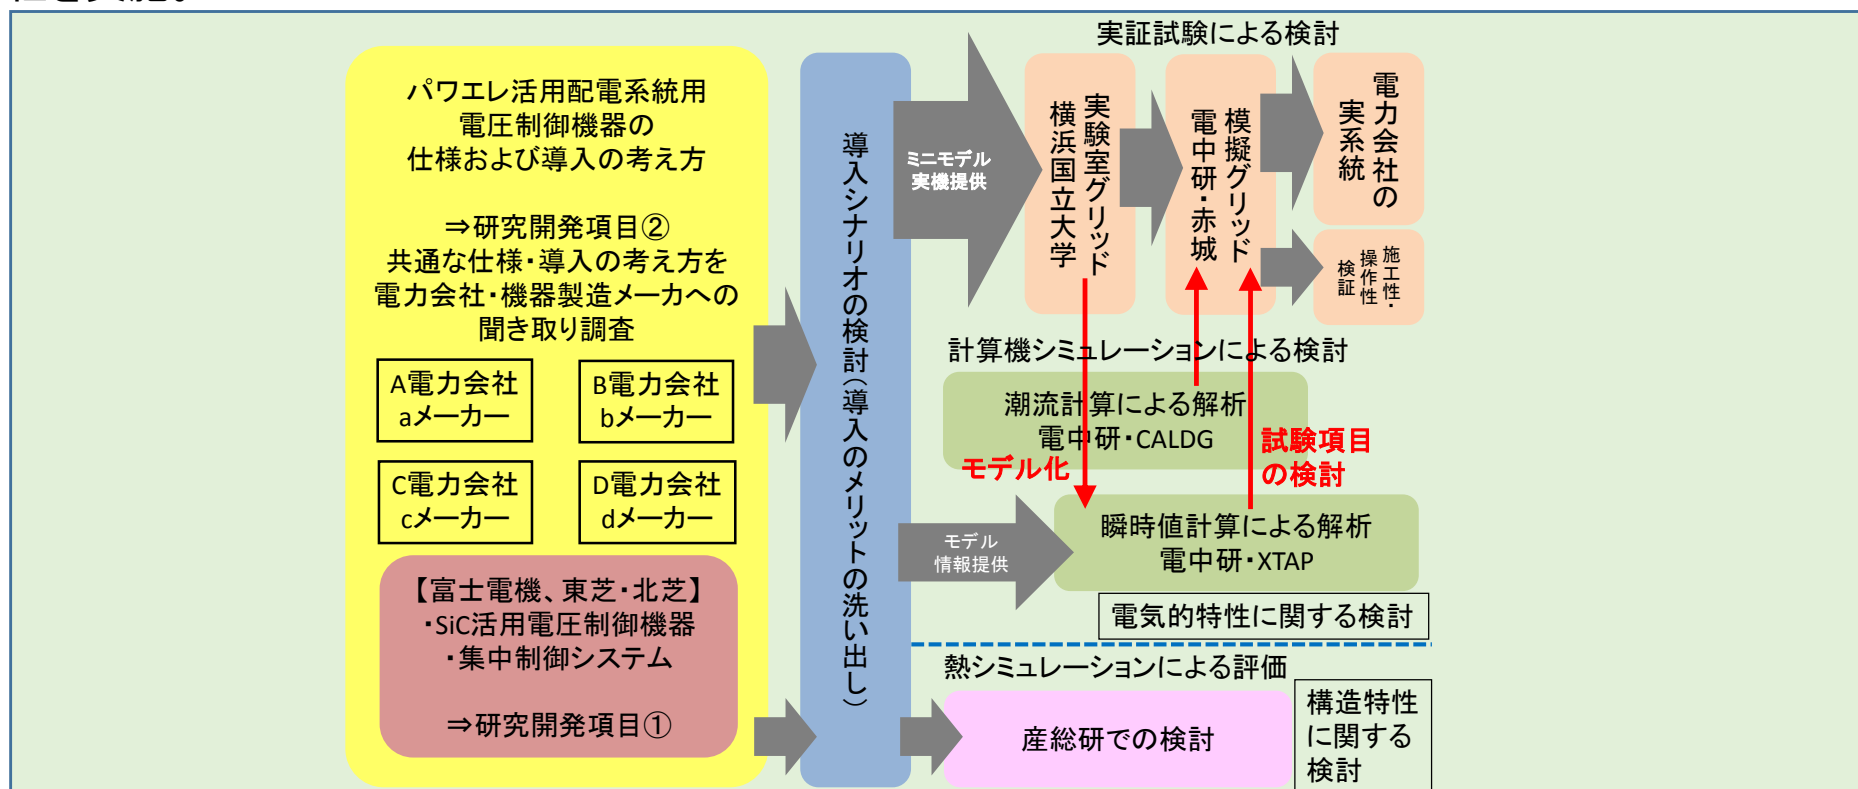 パワエレ活用配電系統用
電圧制御機器の
仕様および導入の考え方
⇒研究開発項目②
共通な仕様・導入の考え方を
電力会社・機器製造メーカへの
聞き取り調査
A電力会社
aメーカー
B電力会社
bメーカー
C電力会社
cメーカー
D電力会社
dメーカー
【富士電機、東芝・北芝】
・SiC活用電圧制御機器
・集中制御システム
⇒研究開発項目①
導入シナリオの検討(導入のメリットの洗い出し)
実証試験による検討
ミニモデル
実機提供
実験室グリッド
横浜国立大学
模擬グリッド
電中研・赤城
電力会社の
実系統
施工性・
操作性
検証
計算機シミュレーションによる検討
潮流計算による解析
電中研・CALDG
モデル化
試験項目
の検討
モデル
情報提供
瞬時値計算による解析
電中研・XTAP
電気的特性に関する検討
熱シミュレーションによる評価
産総研での検討
構造特性
に関する
検討